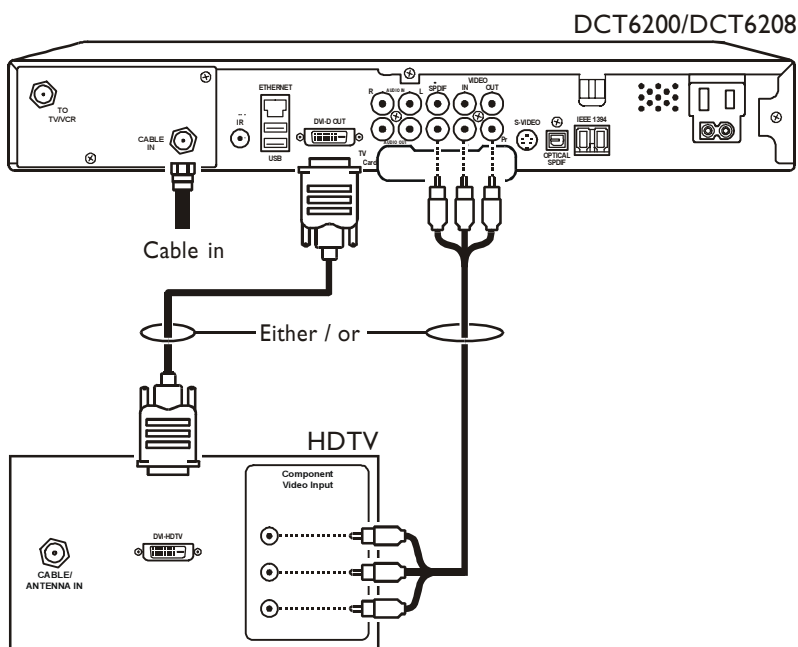 DCT6200/DCT6208
TO
TV/VCR
CABLE
IN
IR
ETHERNET
USB
DVI-D OUT
TV
Card
R
AUDIO IN
L
SPDIF
VIDEO
IN
OUT
AUDIO OUT
Pr
S-VIDEO
OPTICAL
SPDIF
IEEE 1394
Cable in
Either / or
HDTV
Component
Video Input
DVI-HDTV
CABLE/
ANTENNA IN